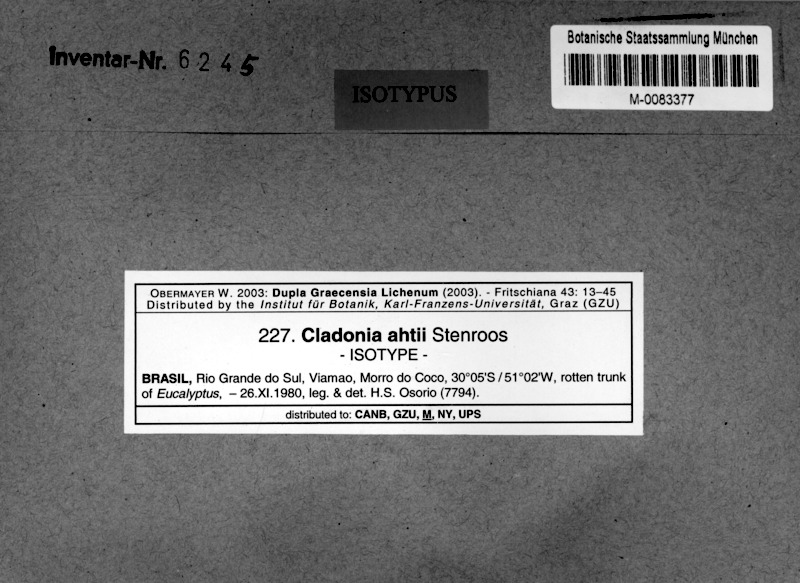 Inventar-Nr. 6245
ISOTYPUS
Botanische Staatssammlung München
M-0083377
OBERMAYER W. 2003: Dupla Graecensia Lichenum (2003). - Fritschiana 43: 13–45
Distributed by the Institut für Botanik, Karl-Franzens-Universität, Graz (GZU)
227. Cladonia ahtii Stenroos
- ISOTYPE -
BRASIL, Rio Grande do Sul, Viamao, Morro do Coco, 30°05'S / 51°02'W, rotten trunk
of Eucalyptus, – 26.XI.1980, leg. & det. H.S. Osorio (7794).
distributed to: CANB, GZU, M, NY, UPS